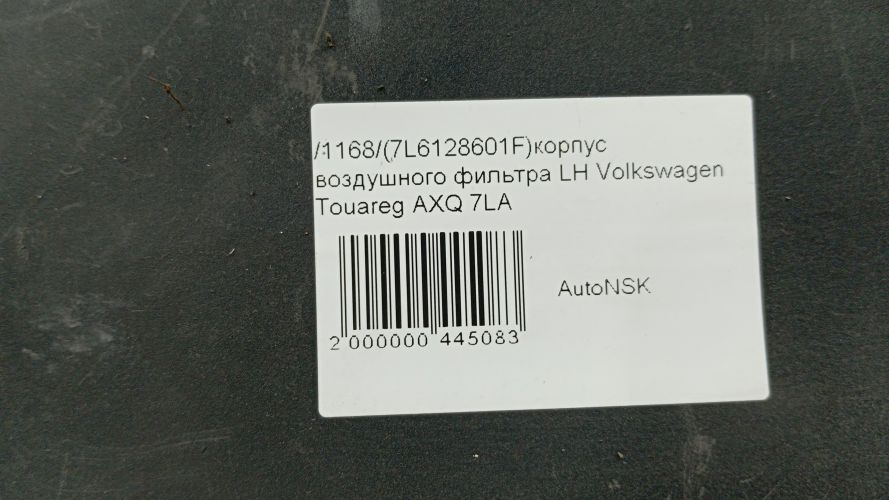 /1168/(7L6128601F)корпус
воздушного фильтра LH Volkswagen
Touareg AXQ 7LA
AutoNSK
2 000000 445083